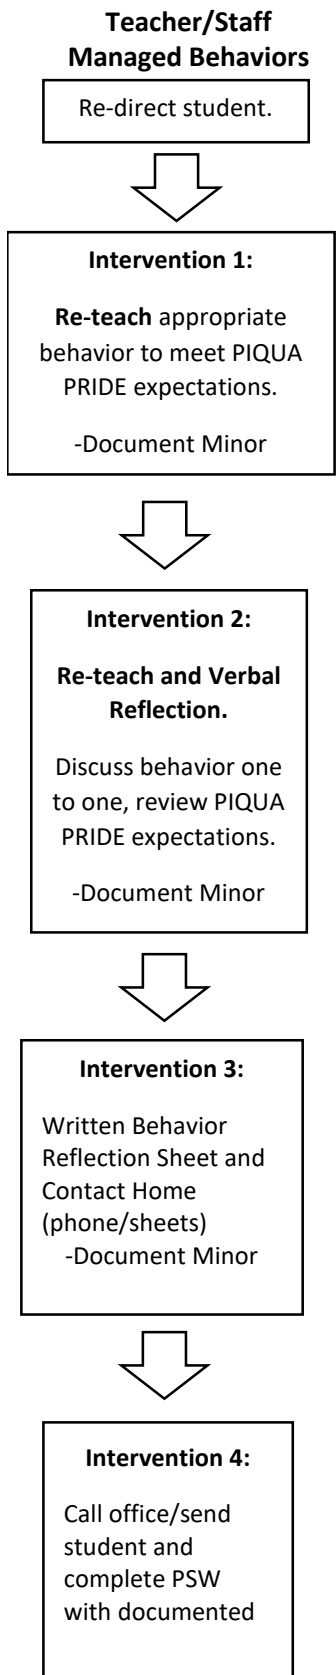 Teacher/Staff
Managed Behaviors
Re-direct student.
Intervention 1:
Re-teach appropriate
behavior to meet PIQUA
PRIDE expectations.
-Document Minor
Intervention 2:
Re-teach and Verbal
Reflection.
Discuss behavior one
to one, review PIQUA
PRIDE expectations.
-Document Minor
Intervention 3:
Written Behavior
Reflection Sheet and
Contact Home
(phone/sheets)
-Document Minor
Intervention 4:
Call office/send
student and
complete PSW
with documented